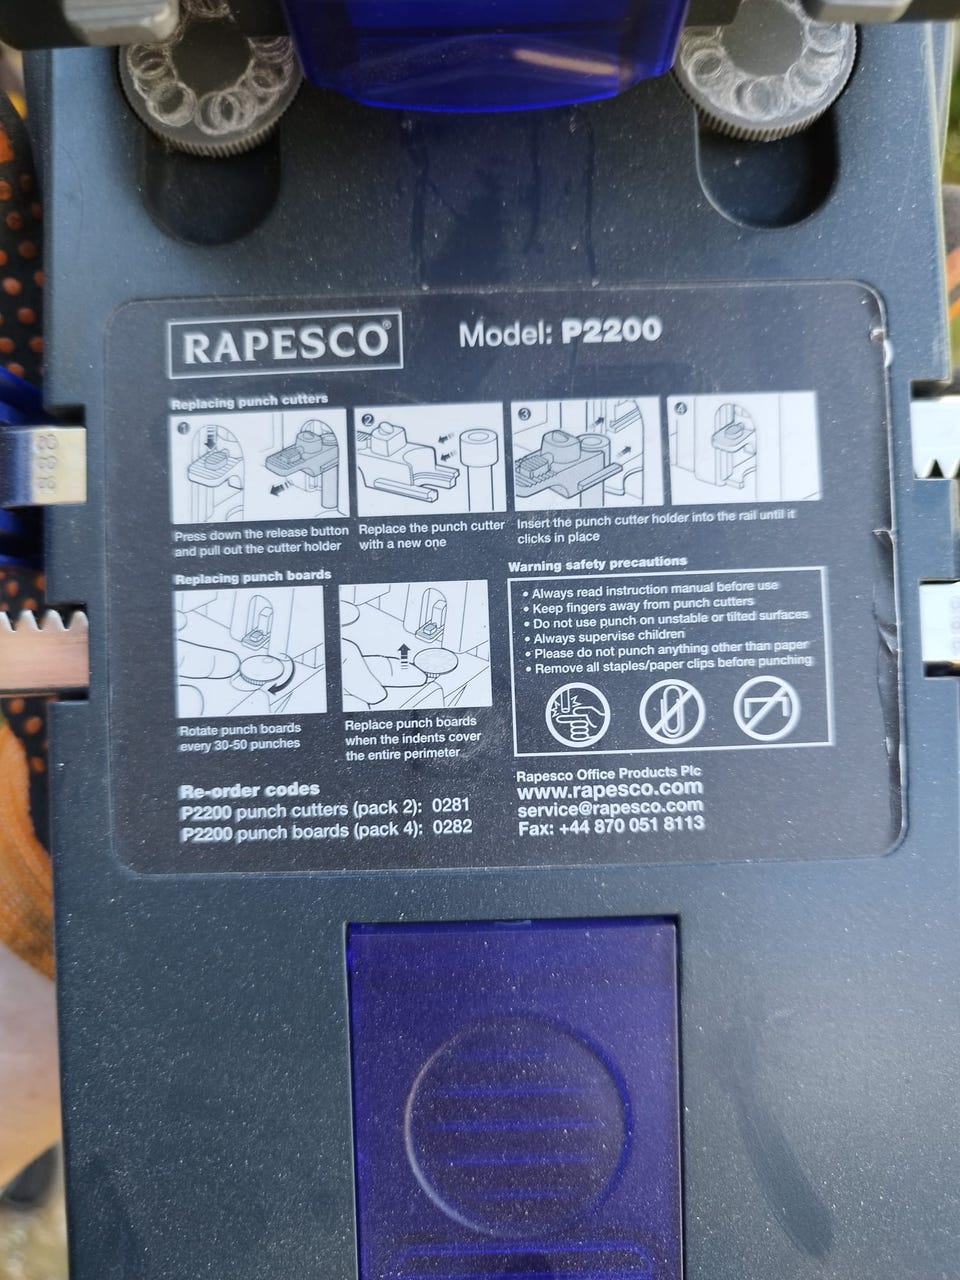 RAPESCO®
Model: P2200
Replacing punch cutters
1
2
3
4
Press down the release button
and pull out the cutter holder
Replace the punch cutter
with a new one
Insert the punch cutter holder into the rail until it
clicks in place
Replacing punch boards
Rotate punch boards
every 30-50 punches
Replace punch boards
when the indents cover
the entire perimeter
Warning safety precautions
• Always read instruction manual before use
• Keep fingers away from punch cutters
• Do not use punch on unstable or tilted surfaces
• Always supervise children
• Please do not punch anything other than paper
• Remove all staples/paper clips before punching
Re-order codes
P2200 punch cutters (pack 2): 0281
P2200 punch boards (pack 4): 0282
Rapesco Office Products Plc
www.rapesco.com
service@rapesco.com
Fax: +44 870 051 8113